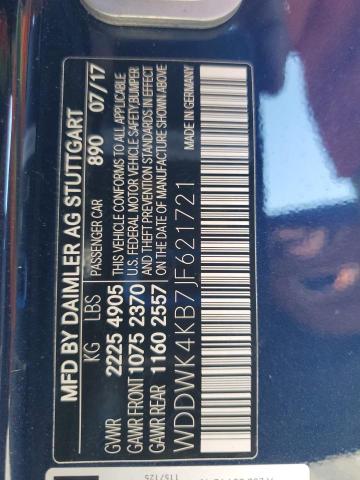 MFD BY DAIMLER AG STUTTGART
PASSENGER CAR 890 07/17
KG LBS
GVWR 2225 4905
GAWR FRONT 1075 2370
GAWR REAR 1160 2557
THIS VEHICLE CONFORMS TO ALL APPLICABLE
U.S. FEDERAL MOTOR VEHICLE SAFETY,BUMPER
AND THEFT PREVENTION STANDARDS IN EFFECT
ON THE DATE OF MANUFACTURE SHOWN ABOVE
MADE IN GERMANY
WDDWK4KB7JF621721